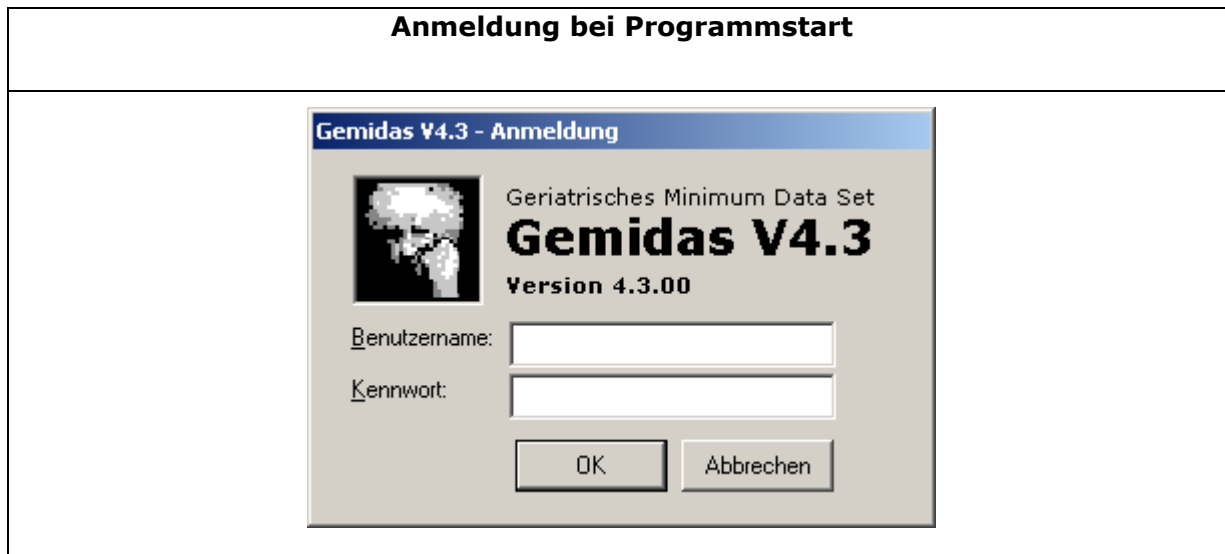 Anmeldung bei Programmstart
Gemidas V4.3 - Anmeldung
Geriatrisches Minimum Data Set
Gemidas V4.3
Version 4.3.00
Benutzername:
Kennwort:
OK
Abbrechen